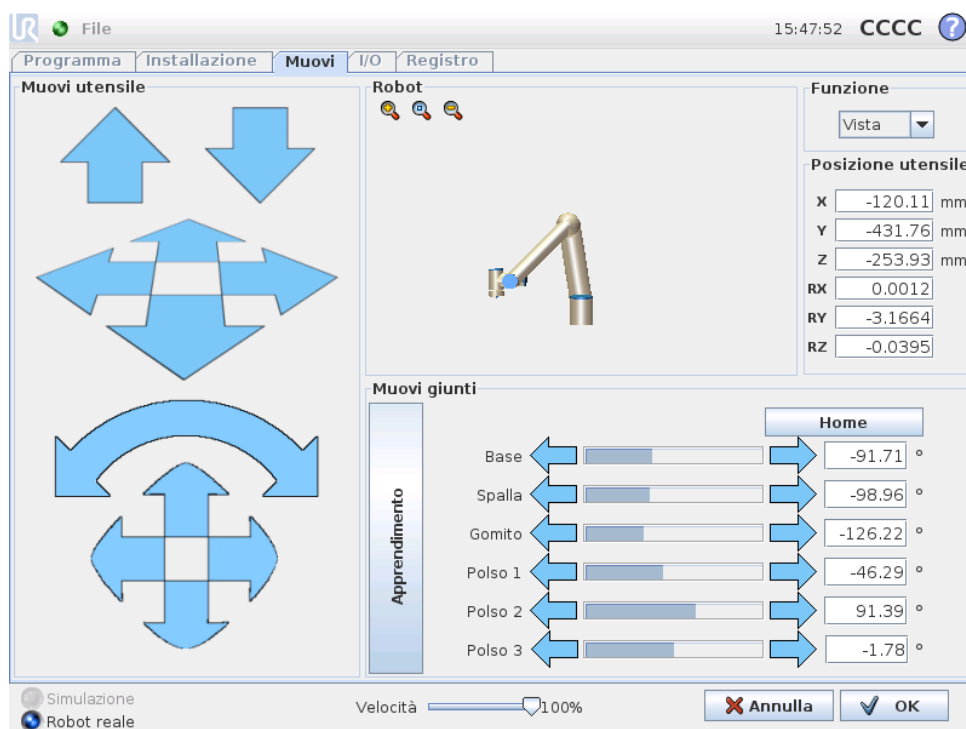 UR File 15:47:52 CCCC ?
Programma Installazione Muovi I/O Registro
Muovi utensile
Robot
Funzione
Vista
Posizione utensile
X -120.11 mm
Y -431.76 mm
Z -253.93 mm
RX 0.0012
RY -3.1664
RZ -0.0395
Muovi giunti
Apprendimento
Home
Base -91.71 °
Spalla -98.96 °
Gomito -126.22 °
Polso 1 -46.29 °
Polso 2 91.39 °
Polso 3 -1.78 °
Simulazione
Robot reale
Velocità 100%
Annulla OK